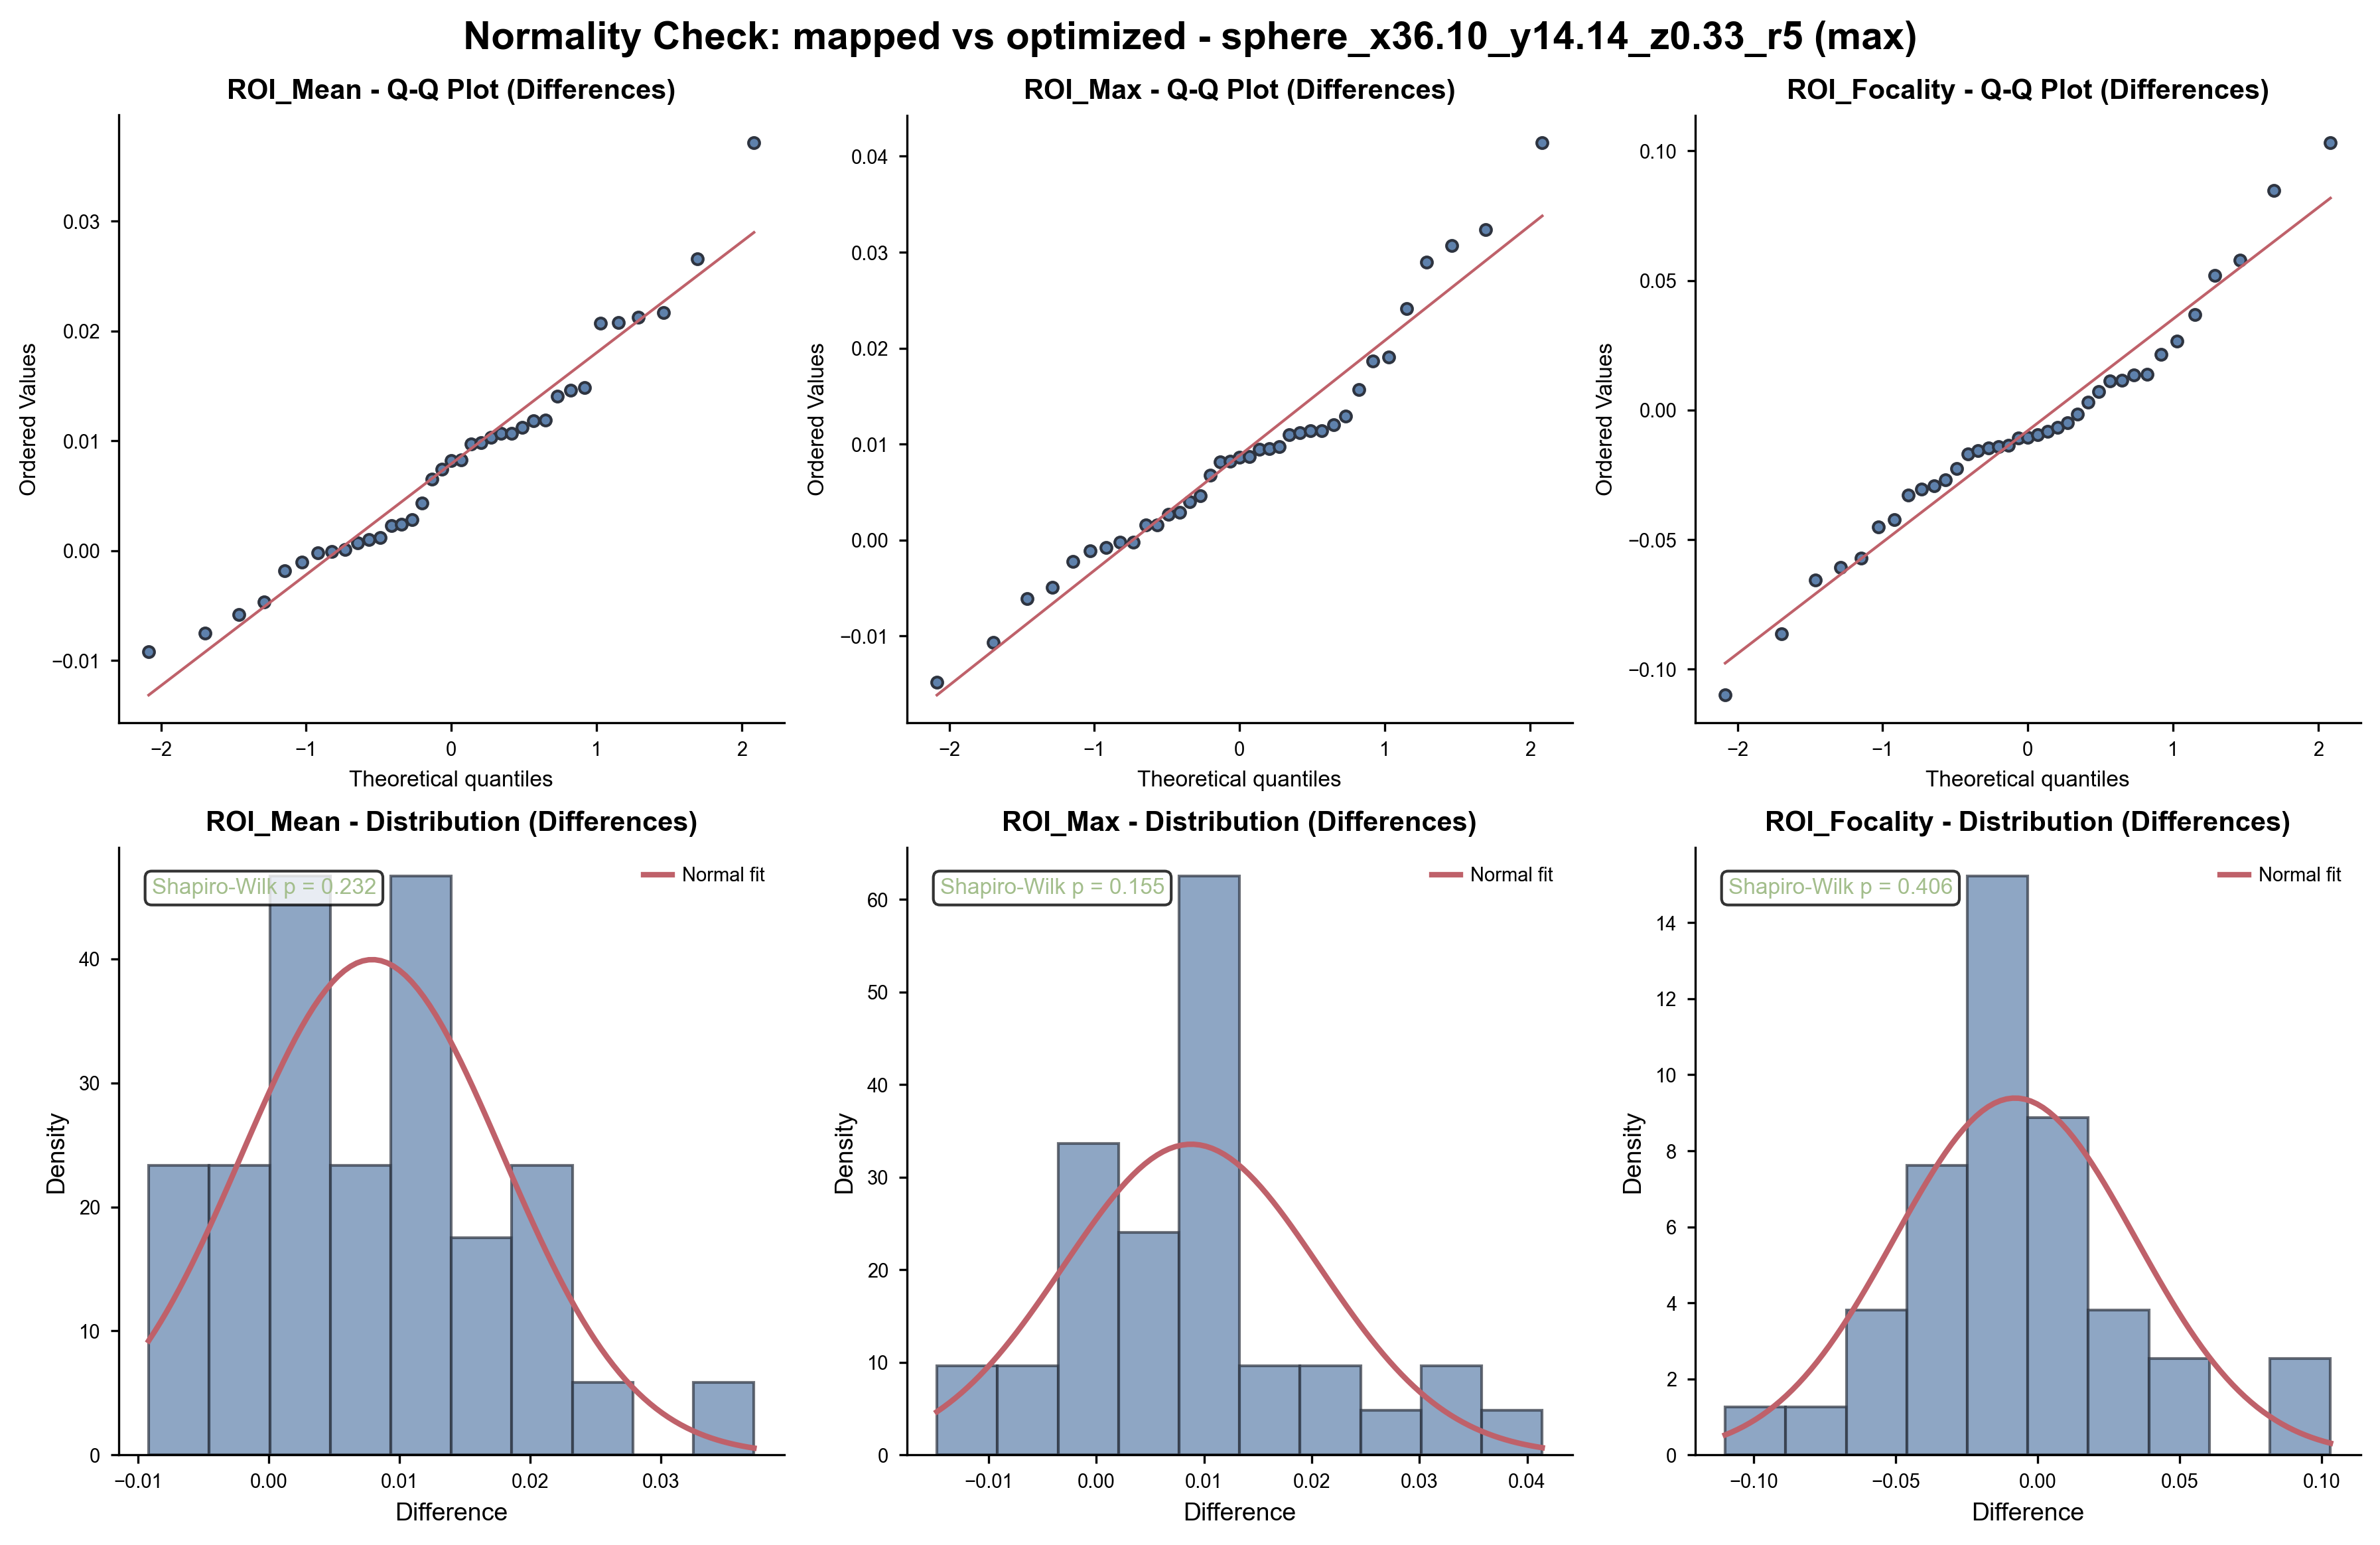 Normality Check: mapped vs optimized - sphere_x36.10_y14.14_z0.33_r5 (max)
ROI_Mean - Q-Q Plot (Differences)
ROI_Max - Q-Q Plot (Differences)
ROI_Focality - Q-Q Plot (Differences)
Ordered Values
0.03
0.02
0.01
0.00
−0.01
−2
−1
0
1
2
Theoretical quantiles
Ordered Values
0.04
0.03
0.02
0.01
0.00
−0.01
−2
−1
0
1
2
Theoretical quantiles
Ordered Values
0.10
0.05
0.00
−0.05
−0.10
−2
−1
0
1
2
Theoretical quantiles
ROI_Mean - Distribution (Differences)
ROI_Max - Distribution (Differences)
ROI_Focality - Distribution (Differences)
Shapiro-Wilk p = 0.232
Normal fit
Density
40
30
20
10
0
−0.01
0.00
0.01
0.02
0.03
Difference
Shapiro-Wilk p = 0.155
Normal fit
Density
60
50
40
30
20
10
0
−0.01
0.00
0.01
0.02
0.03
0.04
Difference
Shapiro-Wilk p = 0.406
Normal fit
Density
14
12
10
8
6
4
2
0
−0.10
−0.05
0.00
0.05
0.10
Difference